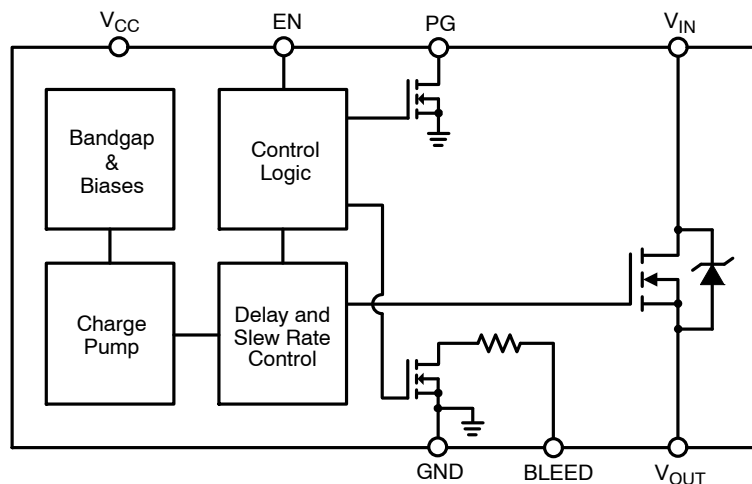 V_CC EN PG V_IN
Bandgap
&
Biases
Control
Logic
Charge
Pump
Delay and
Slew Rate
Control
GND BLEED V_OUT